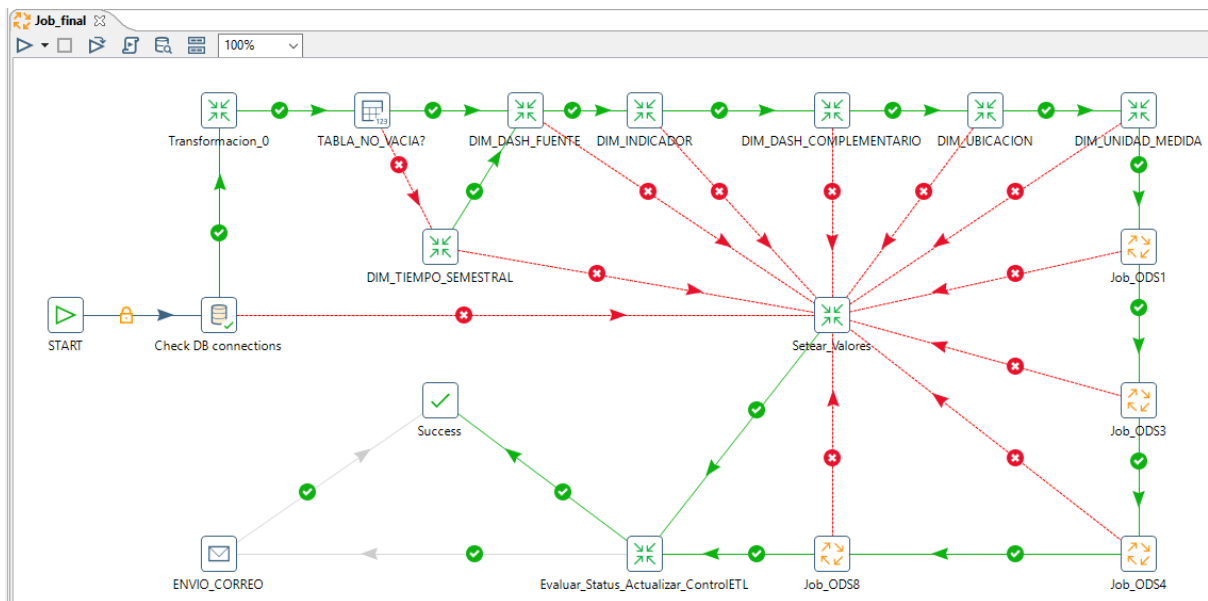 Job_final
100%
Transformacion_0
TABLA_NO_VACIA?
DIM_DASH_FUENTE
DIM_INDICADOR
DIM_DASH_COMPLEMENTARIO
DIM_UBICACION
DIM_UNIDAD_MEDIDA
123
DIM_TIEMPO_SEMESTRAL
Job_ODS1
START
Check DB connections
Setear_Valores
Success
Job_ODS3
ENVIO_CORREO
Evaluar_Status_Actualizar_ControlETL
Job_ODS8
Job_ODS4